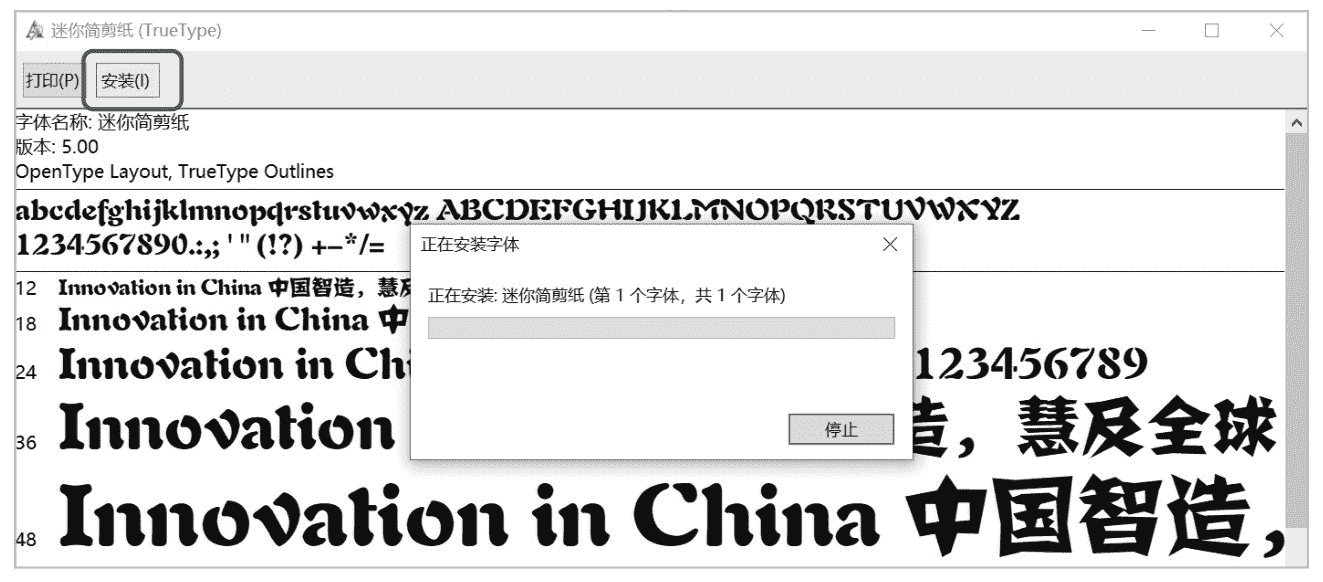 迷你简剪纸 (TrueType)
打印(P) 安装(I)
字体名称: 迷你简剪纸
版本: 5.00
OpenType Layout, TrueType Outlines
abcdefghijklmnopqrstuvwxyz ABCDEFGHIJKLMNOPQRSTUVWXYZ
1234567890.:,; ' " (!?) +-*/=
正在安装字体
正在安装: 迷你简剪纸 (第 1 个字体，共 1 个字体)
停止
12 Innovation in China 中国智造，慧及
18 Innovation in China 中
24 Innovation in Chi 123456789
36 Innovation 造，慧及全球
48 Innovation in China 中国智造，